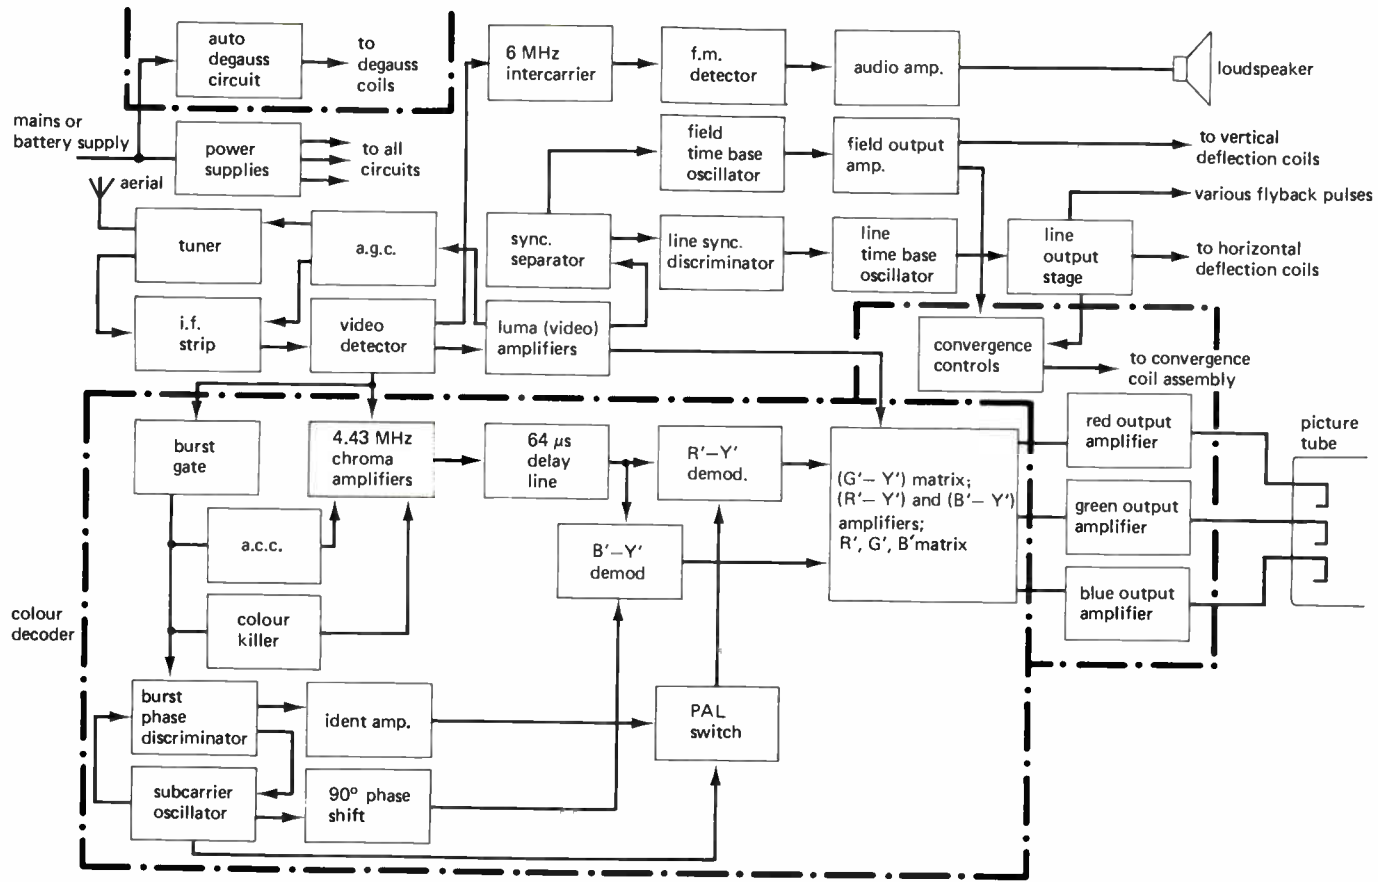 auto
degauss
circuit
to
degauss
coils
6 MHz
intercarrier
f.m.
detector
audio amp.
loudspeaker
mains or
battery supply
power
supplies
to all
circuits
field
time base
oscillator
field output
amp.
to vertical
deflection coils
aerial
various flyback pulses
tuner
a.g.c.
sync.
separator
line sync.
discriminator
line
time base
oscillator
line
output
stage
to horizontal
deflection coils
i.f.
strip
video
detector
luma (video)
amplifiers
convergence
controls
to convergence
coil assembly
burst
gate
4.43 MHz
chroma
amplifiers
64 μs
delay
line
R'–Y'
demod.
(G'– Y') matrix;
(R'– Y') and (B'– Y')
amplifiers;
R', G', B' matrix
red output
amplifier
picture
tube
a.c.c.
B'–Y'
demod
green output
amplifier
colour
killer
blue output
amplifier
colour
decoder
burst
phase
discriminator
ident amp.
PAL
switch
subcarrier
oscillator
90° phase
shift